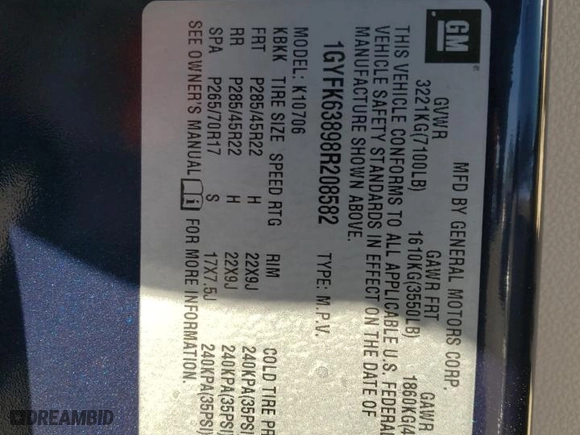 GM
MFD BY GENERAL MOTORS CORP.
GVWR GAWR FRT GAWR
3221KG(7100LB) 1610KG(3550LB) 1860KG(4
THIS VEHICLE CONFORMS TO ALL APPLICABLE U.S. FEDERAL
VEHICLE SAFETY STANDARDS IN EFFECT ON THE DATE OF
MANUFACTURE SHOWN ABOVE.
1GYFK63898R208582 TYPE: M.P.V.
MODEL: K10706
KBKK TIRE SIZE SPEED RTG RIM COLD TIRE PR
FRT P285/45R22 H 22X9J 240KPA(35PSI)
RR P285/45R22 H 22X9J 240KPA(35PSI)
SPA P265/70R17 S 17X7.5J 240KPA(35PSI)
SEE OWNER'S MANUAL FOR MORE INFORMATION.
DREAMBID